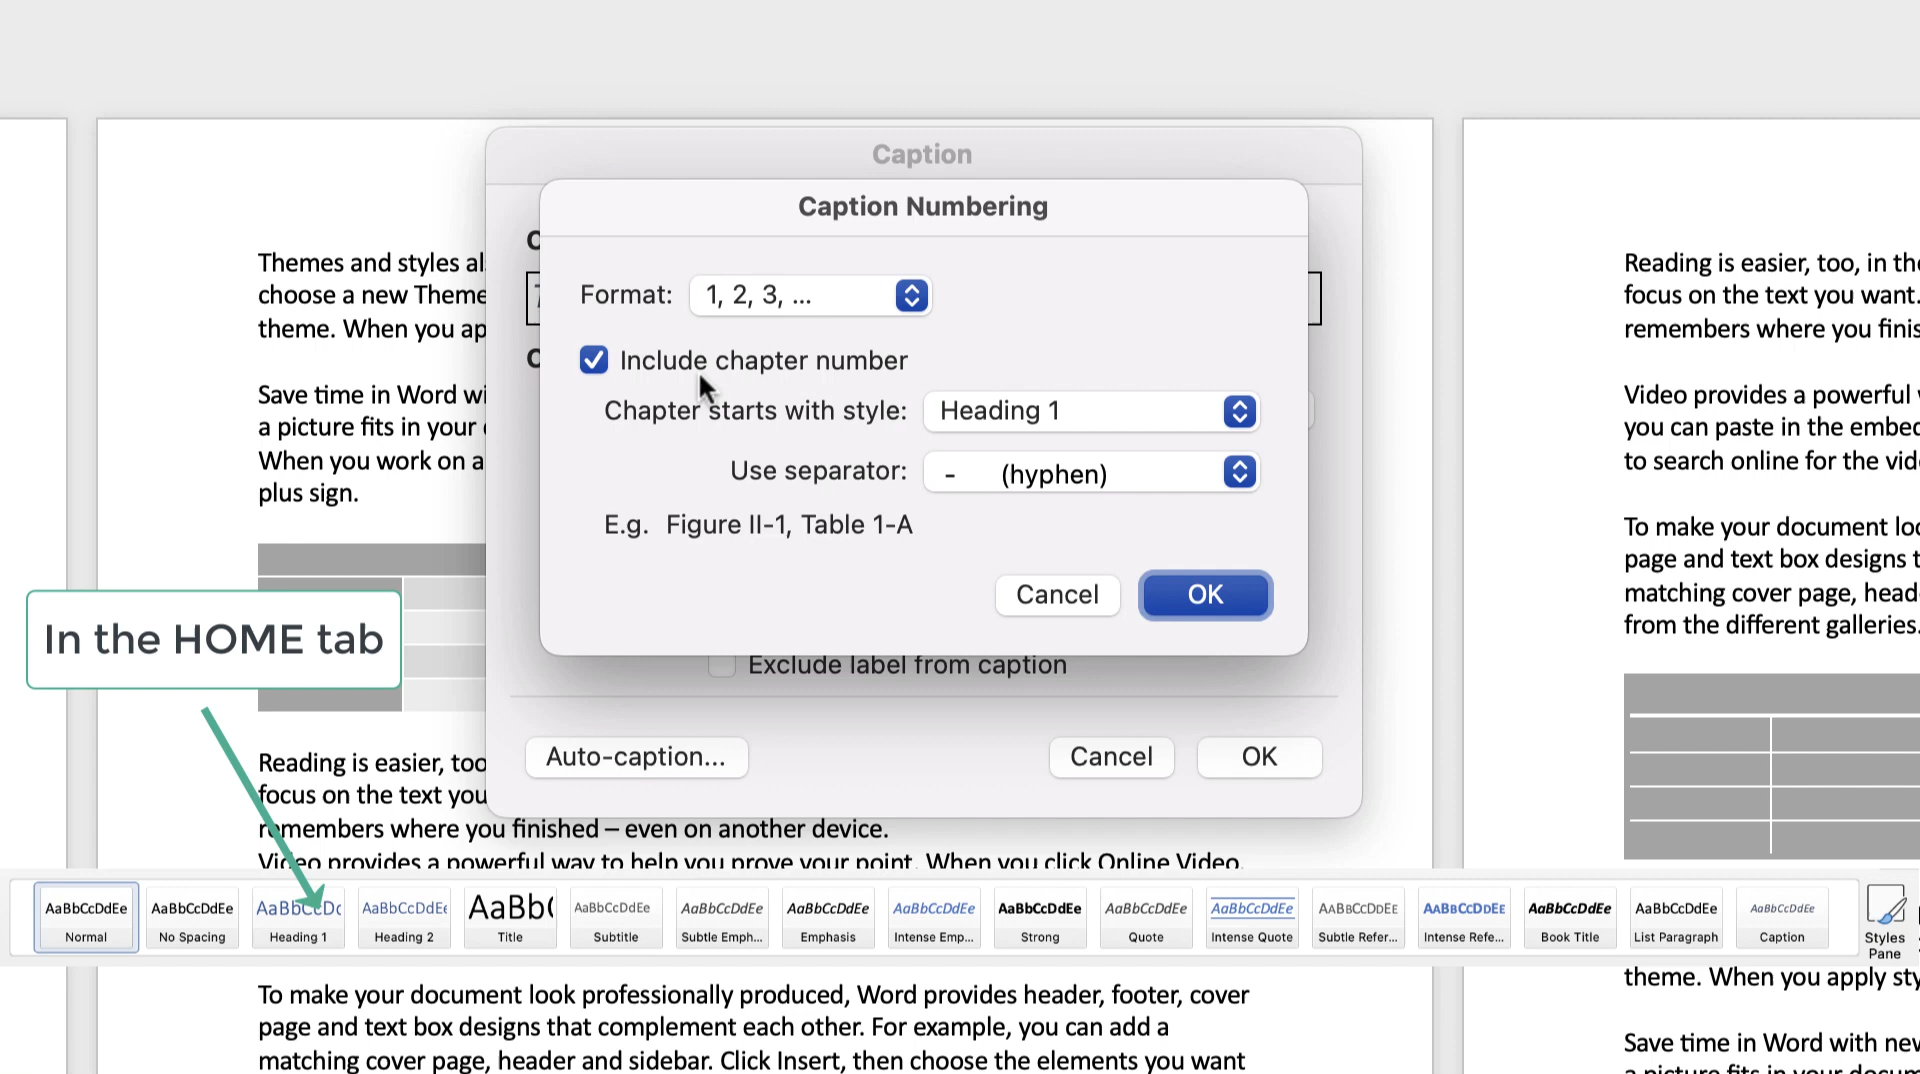 Caption
Caption Numbering
Format: 1, 2, 3, ...
Include chapter number
Chapter starts with style: Heading 1
Use separator: - (hyphen)
E.g. Figure II-1, Table 1-A
Cancel OK
Exclude label from caption
Auto-caption... Cancel OK
Themes and styles al
choose a new Theme
theme. When you ap
Save time in Word wi
a picture fits in your
When you work on a
plus sign.
In the HOME tab
Reading is easier, too
focus on the text you
remembers where you finished – even on another device.
Video provides a powerful way to help you prove your point. When you click Online Video,
Reading is easier, too, in the
focus on the text you want.
remembers where you finis
Video provides a powerful
you can paste in the embed
to search online for the vide
To make your document loo
page and text box designs t
matching cover page, heade
from the different galleries.
AaBbCcDdEe AaBbCcDdEe AaBbCcDc AaBbCcDdEe AaBb( AaBbCcDdEe AaBbCcDdEe AaBbCcDdEe AaBbCcDdEe AaBbCcDdEe AaBbCcDdEe AaBbCcDdEe AaBbCcDdEe AaBbCcDdEe AaBbCcDdEe AaBbCcDdEe AaBbCcDdEe
Normal No Spacing Heading 1 Heading 2 Title Subtitle Subtle Emph... Emphasis Intense Emp... Strong Quote Intense Quote Subtle Refer... Intense Refe... Book Title List Paragraph Caption
Styles
Pane
To make your document look professionally produced, Word provides header, footer, cover
page and text box designs that complement each other. For example, you can add a
matching cover page, header and sidebar. Click Insert, then choose the elements you want
theme. When you apply sty
Save time in Word with nev